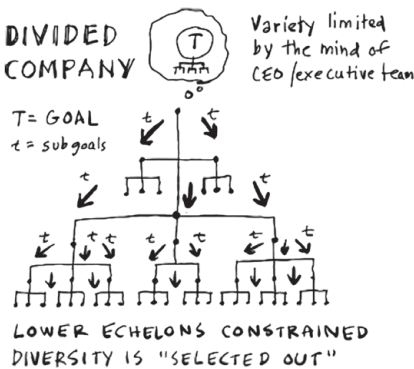 DIVIDED
COMPANY
T
Variety limited
by the mind of
CEO/executive team
T = GOAL
t = subgoals
t t
t t
t t t t t t t
LOWER ECHELONS CONSTRAINED
DIVERSITY IS "SELECTED OUT"